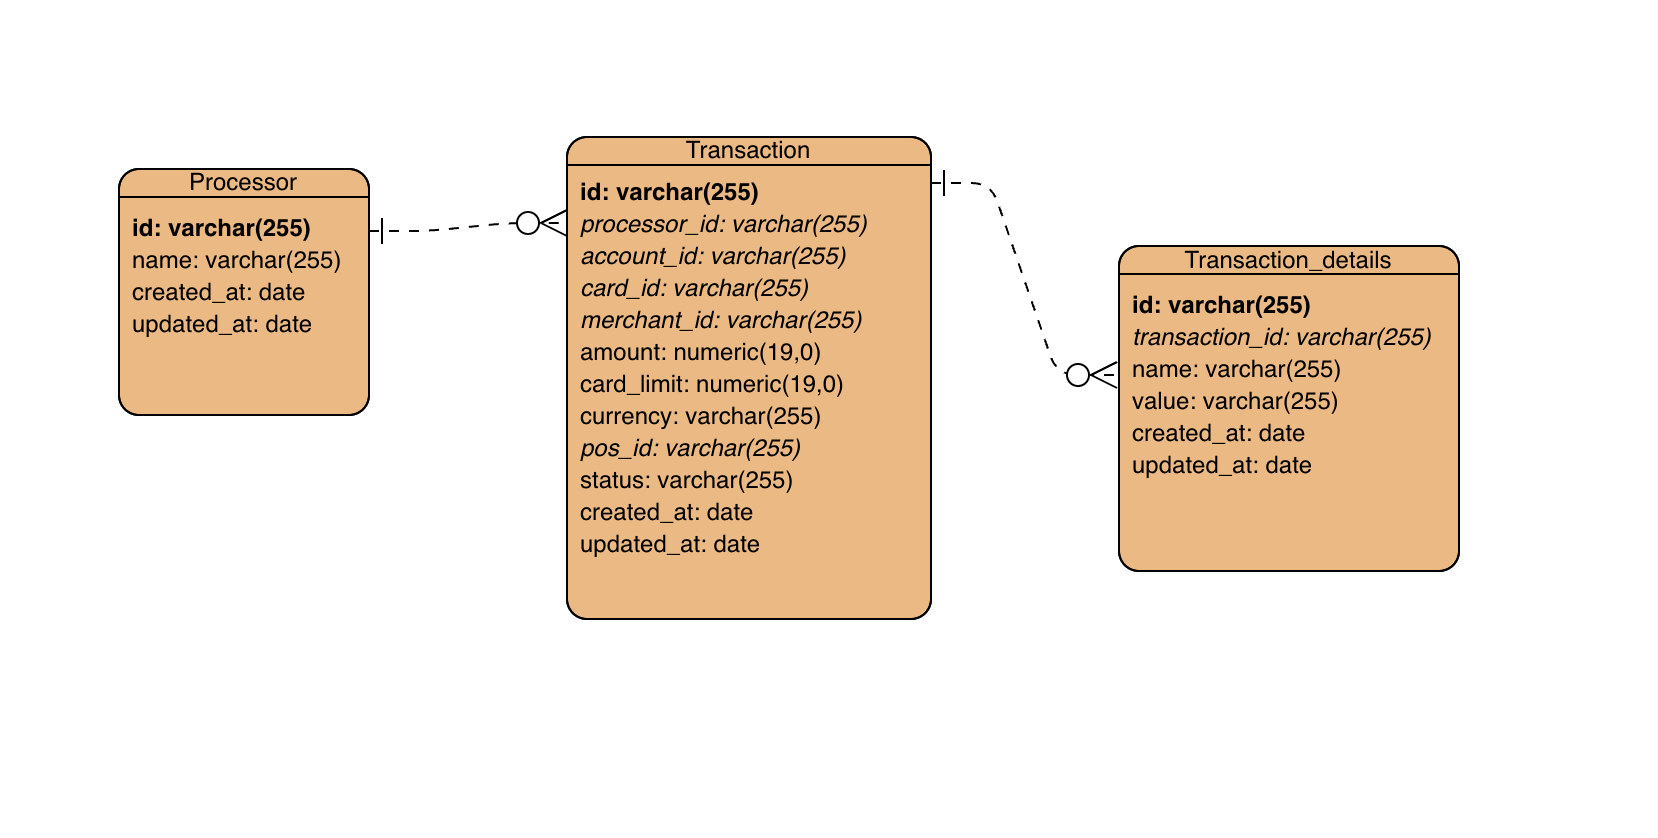 Processor
id: varchar(255)
name: varchar(255)
created_at: date
updated_at: date
Transaction
id: varchar(255)
processor_id: varchar(255)
account_id: varchar(255)
card_id: varchar(255)
merchant_id: varchar(255)
amount: numeric(19,0)
card_limit: numeric(19,0)
currency: varchar(255)
pos_id: varchar(255)
status: varchar(255)
created_at: date
updated_at: date
Transaction_details
id: varchar(255)
transaction_id: varchar(255)
name: varchar(255)
value: varchar(255)
created_at: date
updated_at: date